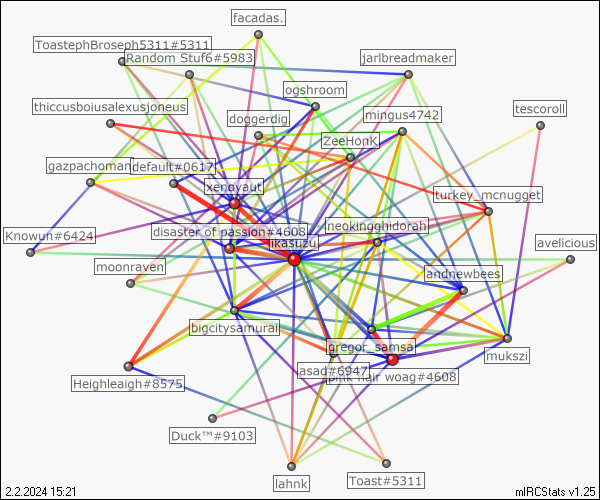 facadas.
ToastephBroseph5311#5311
Random Stuf6#5983
jarlbreadmaker
ogshroom
thiccusboiusalexusjoneus
doggerdig
mingus4742
tescoroll
ZeeHonK
gazpachoman
default#0617
xenoyaut
turkey_mcnugget
Knowun#6424
disaster of passion#4608
neokingghidorah
likasuzu
avelicious
moonraven
andnewbees
bigcitysamurai
gregor_samsa
mukszi
asad#6947
pink hair woag#4608
Heighleaigh#8575
Duck™#9103
lahnk
Toast#5311
2.2.2024 15:21
mIRCStats v1.25